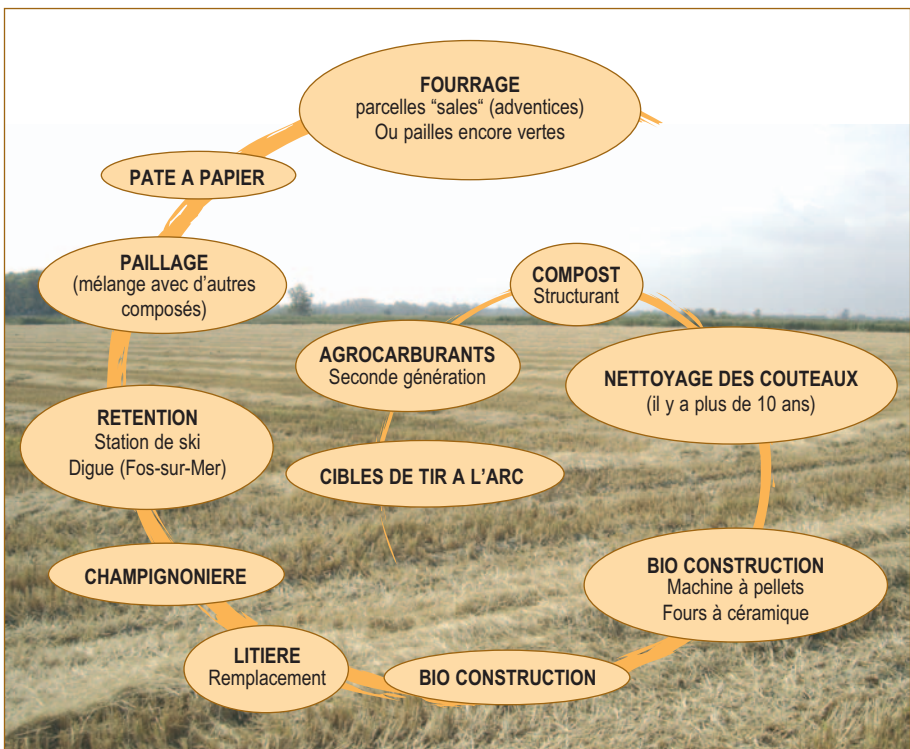 FOURRAGE
parcelles “sales“ (adventices)
Ou pailles encore vertes
PATE A PAPIER
PAILLAGE
(mélange avec d’autres
composés)
COMPOST
Structurant
AGROCARBURANTS
Seconde génération
NETTOYAGE DES COUTEAUX
(il y a plus de 10 ans)
RETENTION
Station de ski
Digue (Fos-sur-Mer)
CIBLES DE TIR A L’ARC
CHAMPIGNONIERE
BIO CONSTRUCTION
Machine à pellets
Fours à céramique
LITIERE
Remplacement
BIO CONSTRUCTION